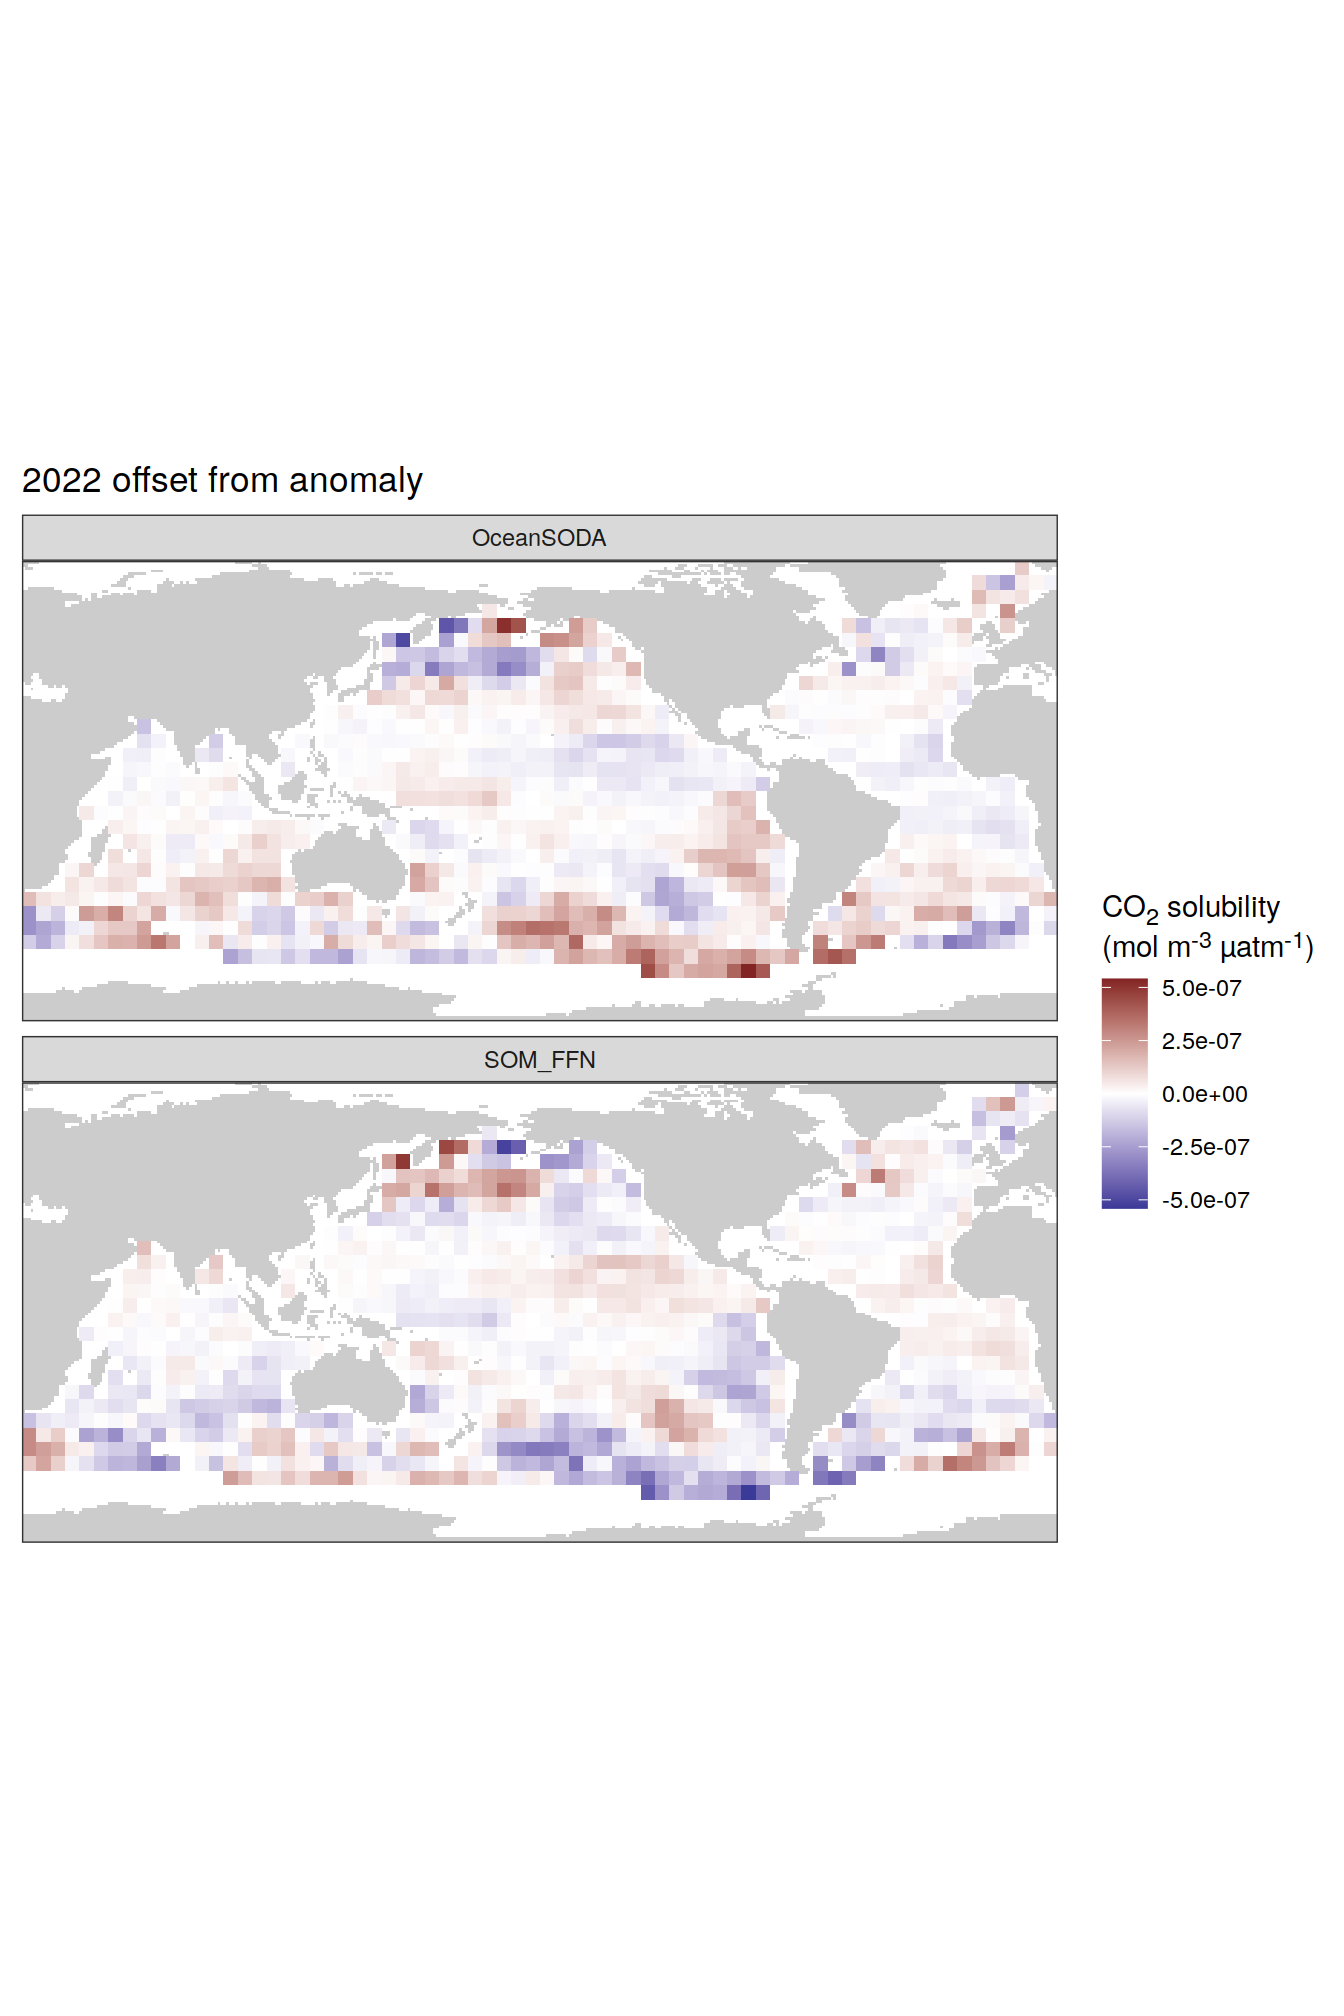 2022 offset from anomaly
OceanSODA
SOM_FFN
CO2 solubility
(mol m-3 µatm-1)
5.0e-07
2.5e-07
0.0e+00
-2.5e-07
-5.0e-07